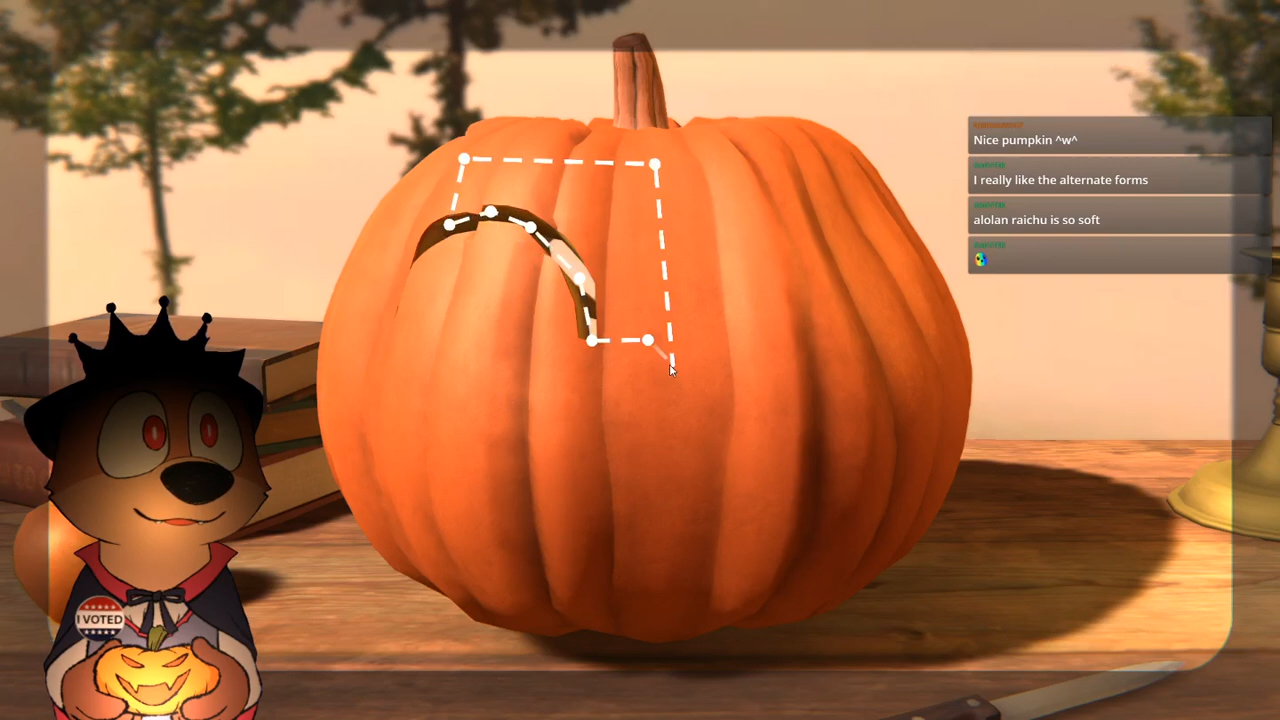 Nice pumpkin ^w^
I really like the alternate forms
alolan raichu is so soft
I VOTED